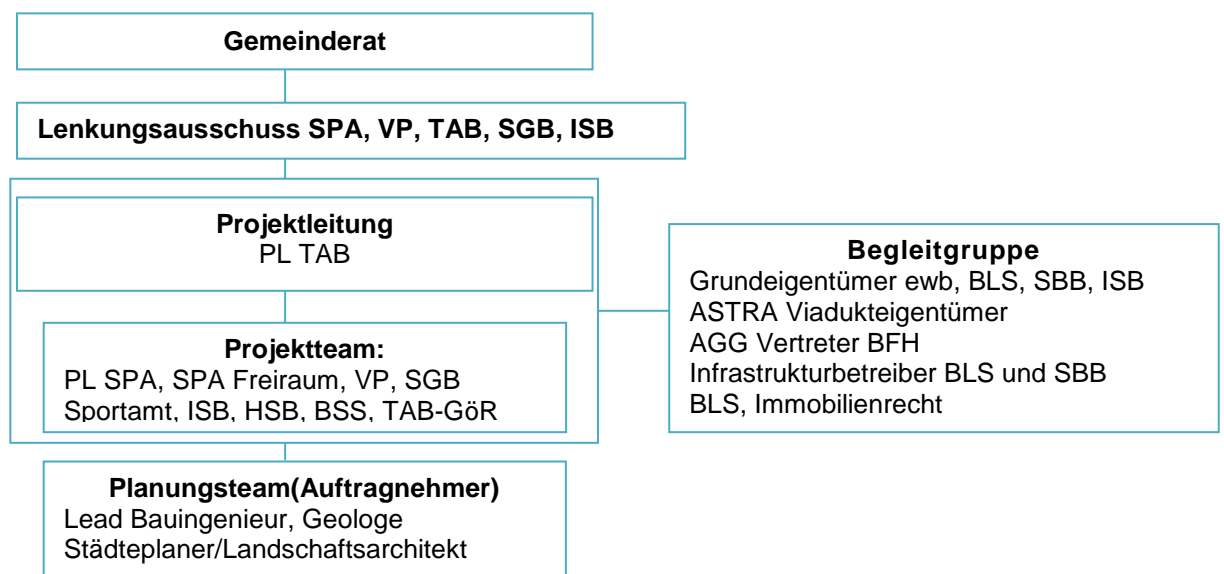 Gemeinderat
Lenkungsausschuss SPA, VP, TAB, SGB, ISB
Projektleitung
PL TAB
Projektteam:
PL SPA, SPA Freiraum, VP, SGB
Sportamt, ISB, HSB, BSS, TAB-GöR
Begleitgruppe
Grundeigentümer ewb, BLS, SBB, ISB
ASTRA Viadukteigentümer
AGG Vertreter BFH
Infrastrukturbetreiber BLS und SBB
BLS, Immobilienrecht
Planungsteam(Auftragnehmer)
Lead Bauingenieur, Geologe
Städteplaner/Landschaftsarchitekt